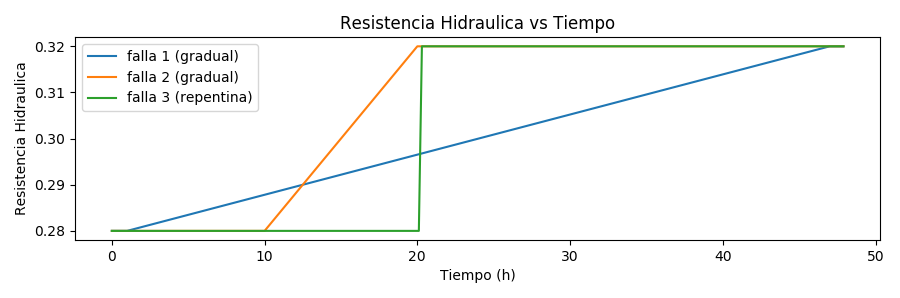 Resistencia Hidraulica vs Tiempo
Resistencia Hidraulica
0.32
0.31
0.30
0.29
0.28
falla 1 (gradual)
falla 2 (gradual)
falla 3 (repentina)
0 10 20 30 40 50
Tiempo (h)